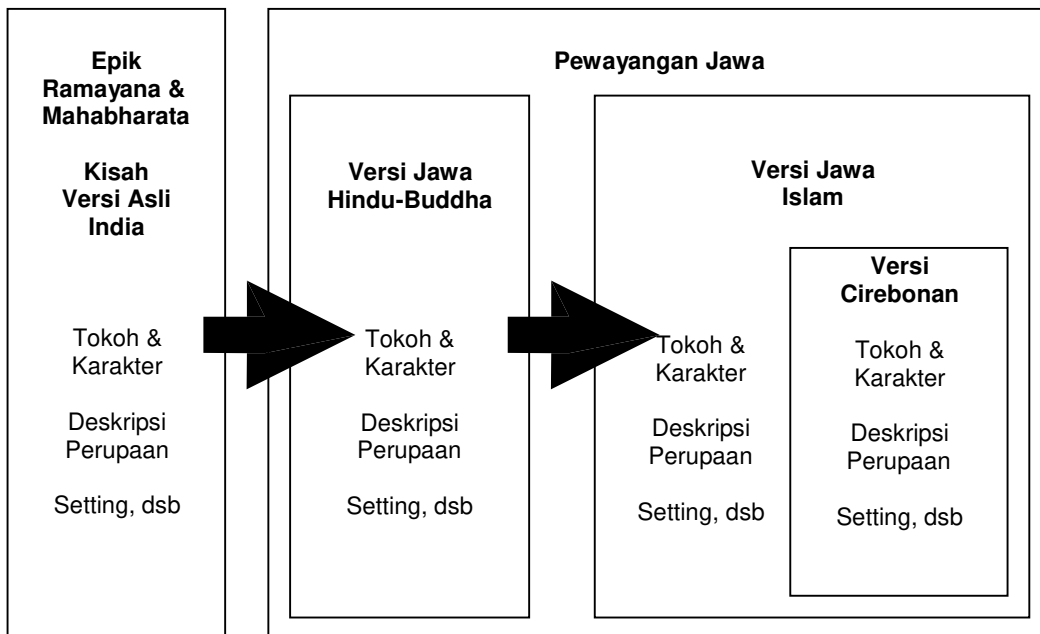 Epik
Ramayana &
Mahabharata
Kisah
Versi Asli
India
Tokoh &
Karakter
Deskripsi
Perupaan
Setting, dsb
Pewayangan Jawa
Versi Jawa
Hindu-Buddha
Tokoh &
Karakter
Deskripsi
Perupaan
Setting, dsb
Versi Jawa
Islam
Tokoh &
Karakter
Deskripsi
Perupaan
Setting, dsb
Versi
Cirebonan
Tokoh &
Karakter
Deskripsi
Perupaan
Setting, dsb